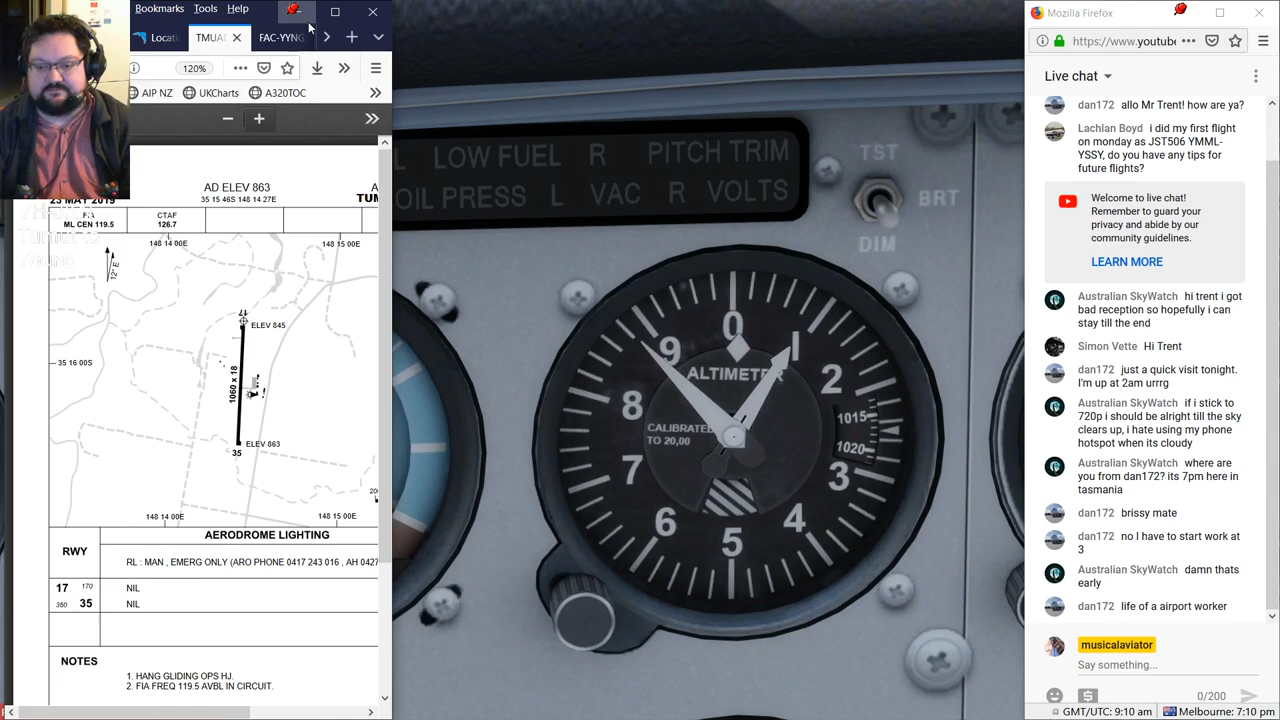 Bookmarks Tools Help
Locati TMUAD FAC-YYNG
120%
AIP NZ UKCharts A320TOC
AD ELEV 863
35 15 46S 148 14 27E
23 MAY 2019
FIA CTAF
ML CEN 119.5 126.7
148 14 00E 148 15 00E
12° E
17
ELEV 845
35 16 00S
1060 x 18
ELEV 863
35
148 14 00E 148 15 00E
AERODROME LIGHTING
RWY
RL : MAN , EMERG ONLY (ARO PHONE 0417 243 016 , AH 0427
17 170 NIL
350 35 NIL
NOTES
1. HANG GLIDING OPS HJ.
2. FIA FREQ 119.5 AVBL IN CIRCUIT.
L LOW FUEL R PITCH TRIM
OIL PRESS L VAC R VOLTS
TST
BRT
DIM
0
9 1
ALTIMETER
8 2
CALIBRATED
TO 20,00
1015
1020
7 3
6 4
5
Mozilla Firefox
https://www.youtube
Live chat
dan172 allo Mr Trent! how are ya?
Lachlan Boyd i did my first flight
on monday as JST506 YMML-
YSSY, do you have any tips for
future flights?
Welcome to live chat!
Remember to guard your
privacy and abide by our
community guidelines.
LEARN MORE
Australian SkyWatch hi trent i got
bad reception so hopefully i can
stay till the end
Simon Vette Hi Trent
dan172 just a quick visit tonight.
I'm up at 2am urrrg
Australian SkyWatch if i stick to
720p i should be alright till the sky
clears up, i hate using my phone
hotspot when its cloudy
Australian SkyWatch where are
you from dan172? its 7pm here in
tasmania
dan172 brissy mate
dan172 no I have to start work at
3
Australian SkyWatch damn thats
early
dan172 life of a airport worker
musicalaviator
Say something...
0/200
GMT/UTC: 9:10 am Melbourne: 7:10 pm